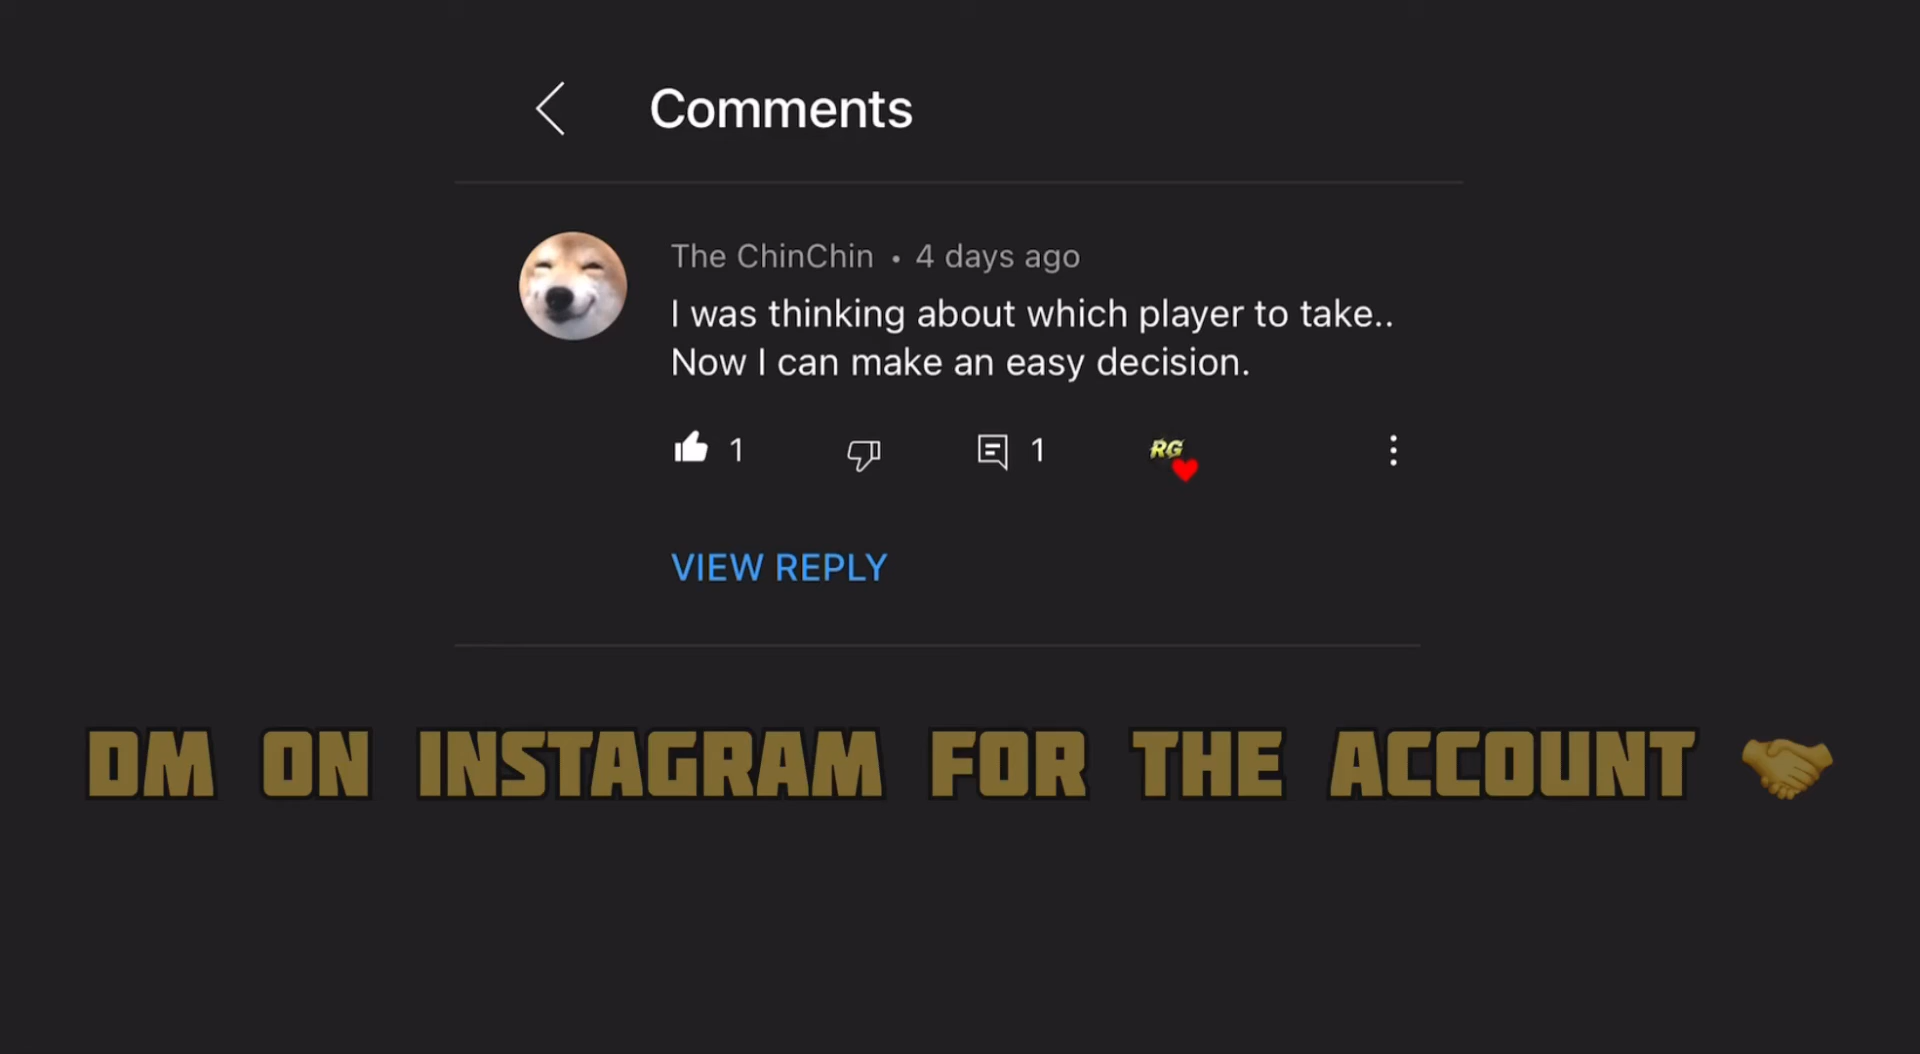 Comments
The ChinChin • 4 days ago
I was thinking about which player to take..
Now I can make an easy decision.
1 1 RG
VIEW REPLY
DM ON INSTAGRAM FOR THE ACCOUNT 🤝